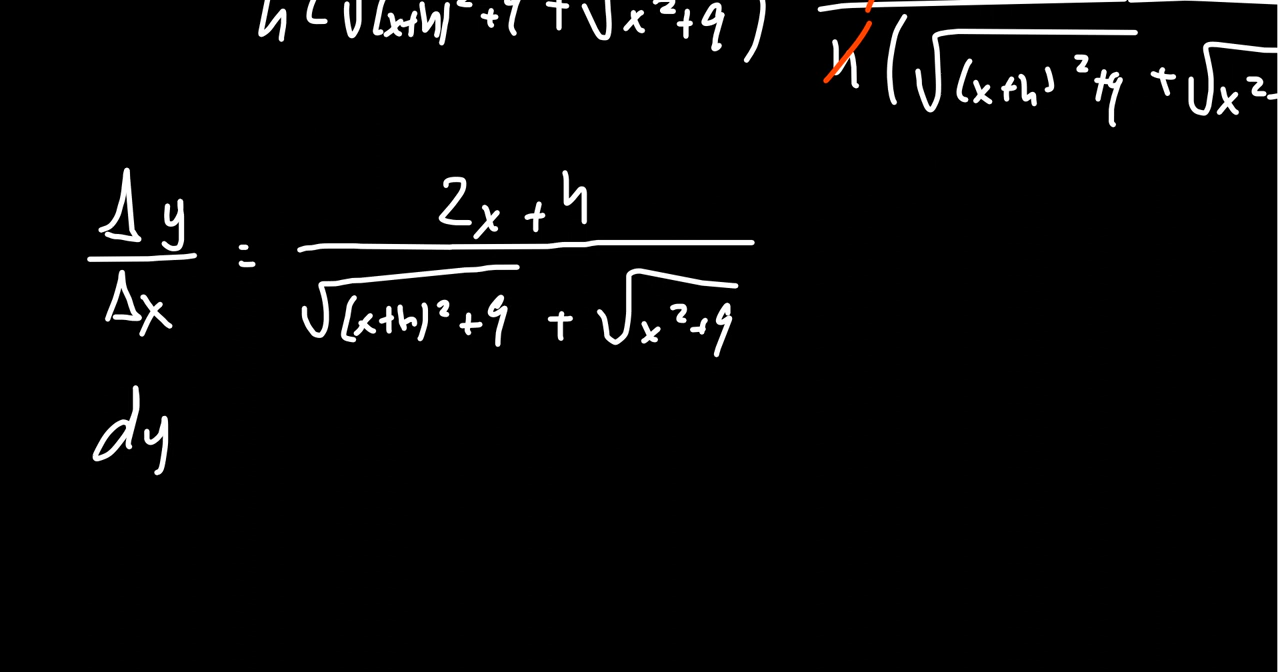 h(√(x+h)²+9 + √x²+9)
h(√(x+h)²+9 + √x²
Δy/Δx = (2x+h)/(√(x+h)²+9 + √x²+9)
dy